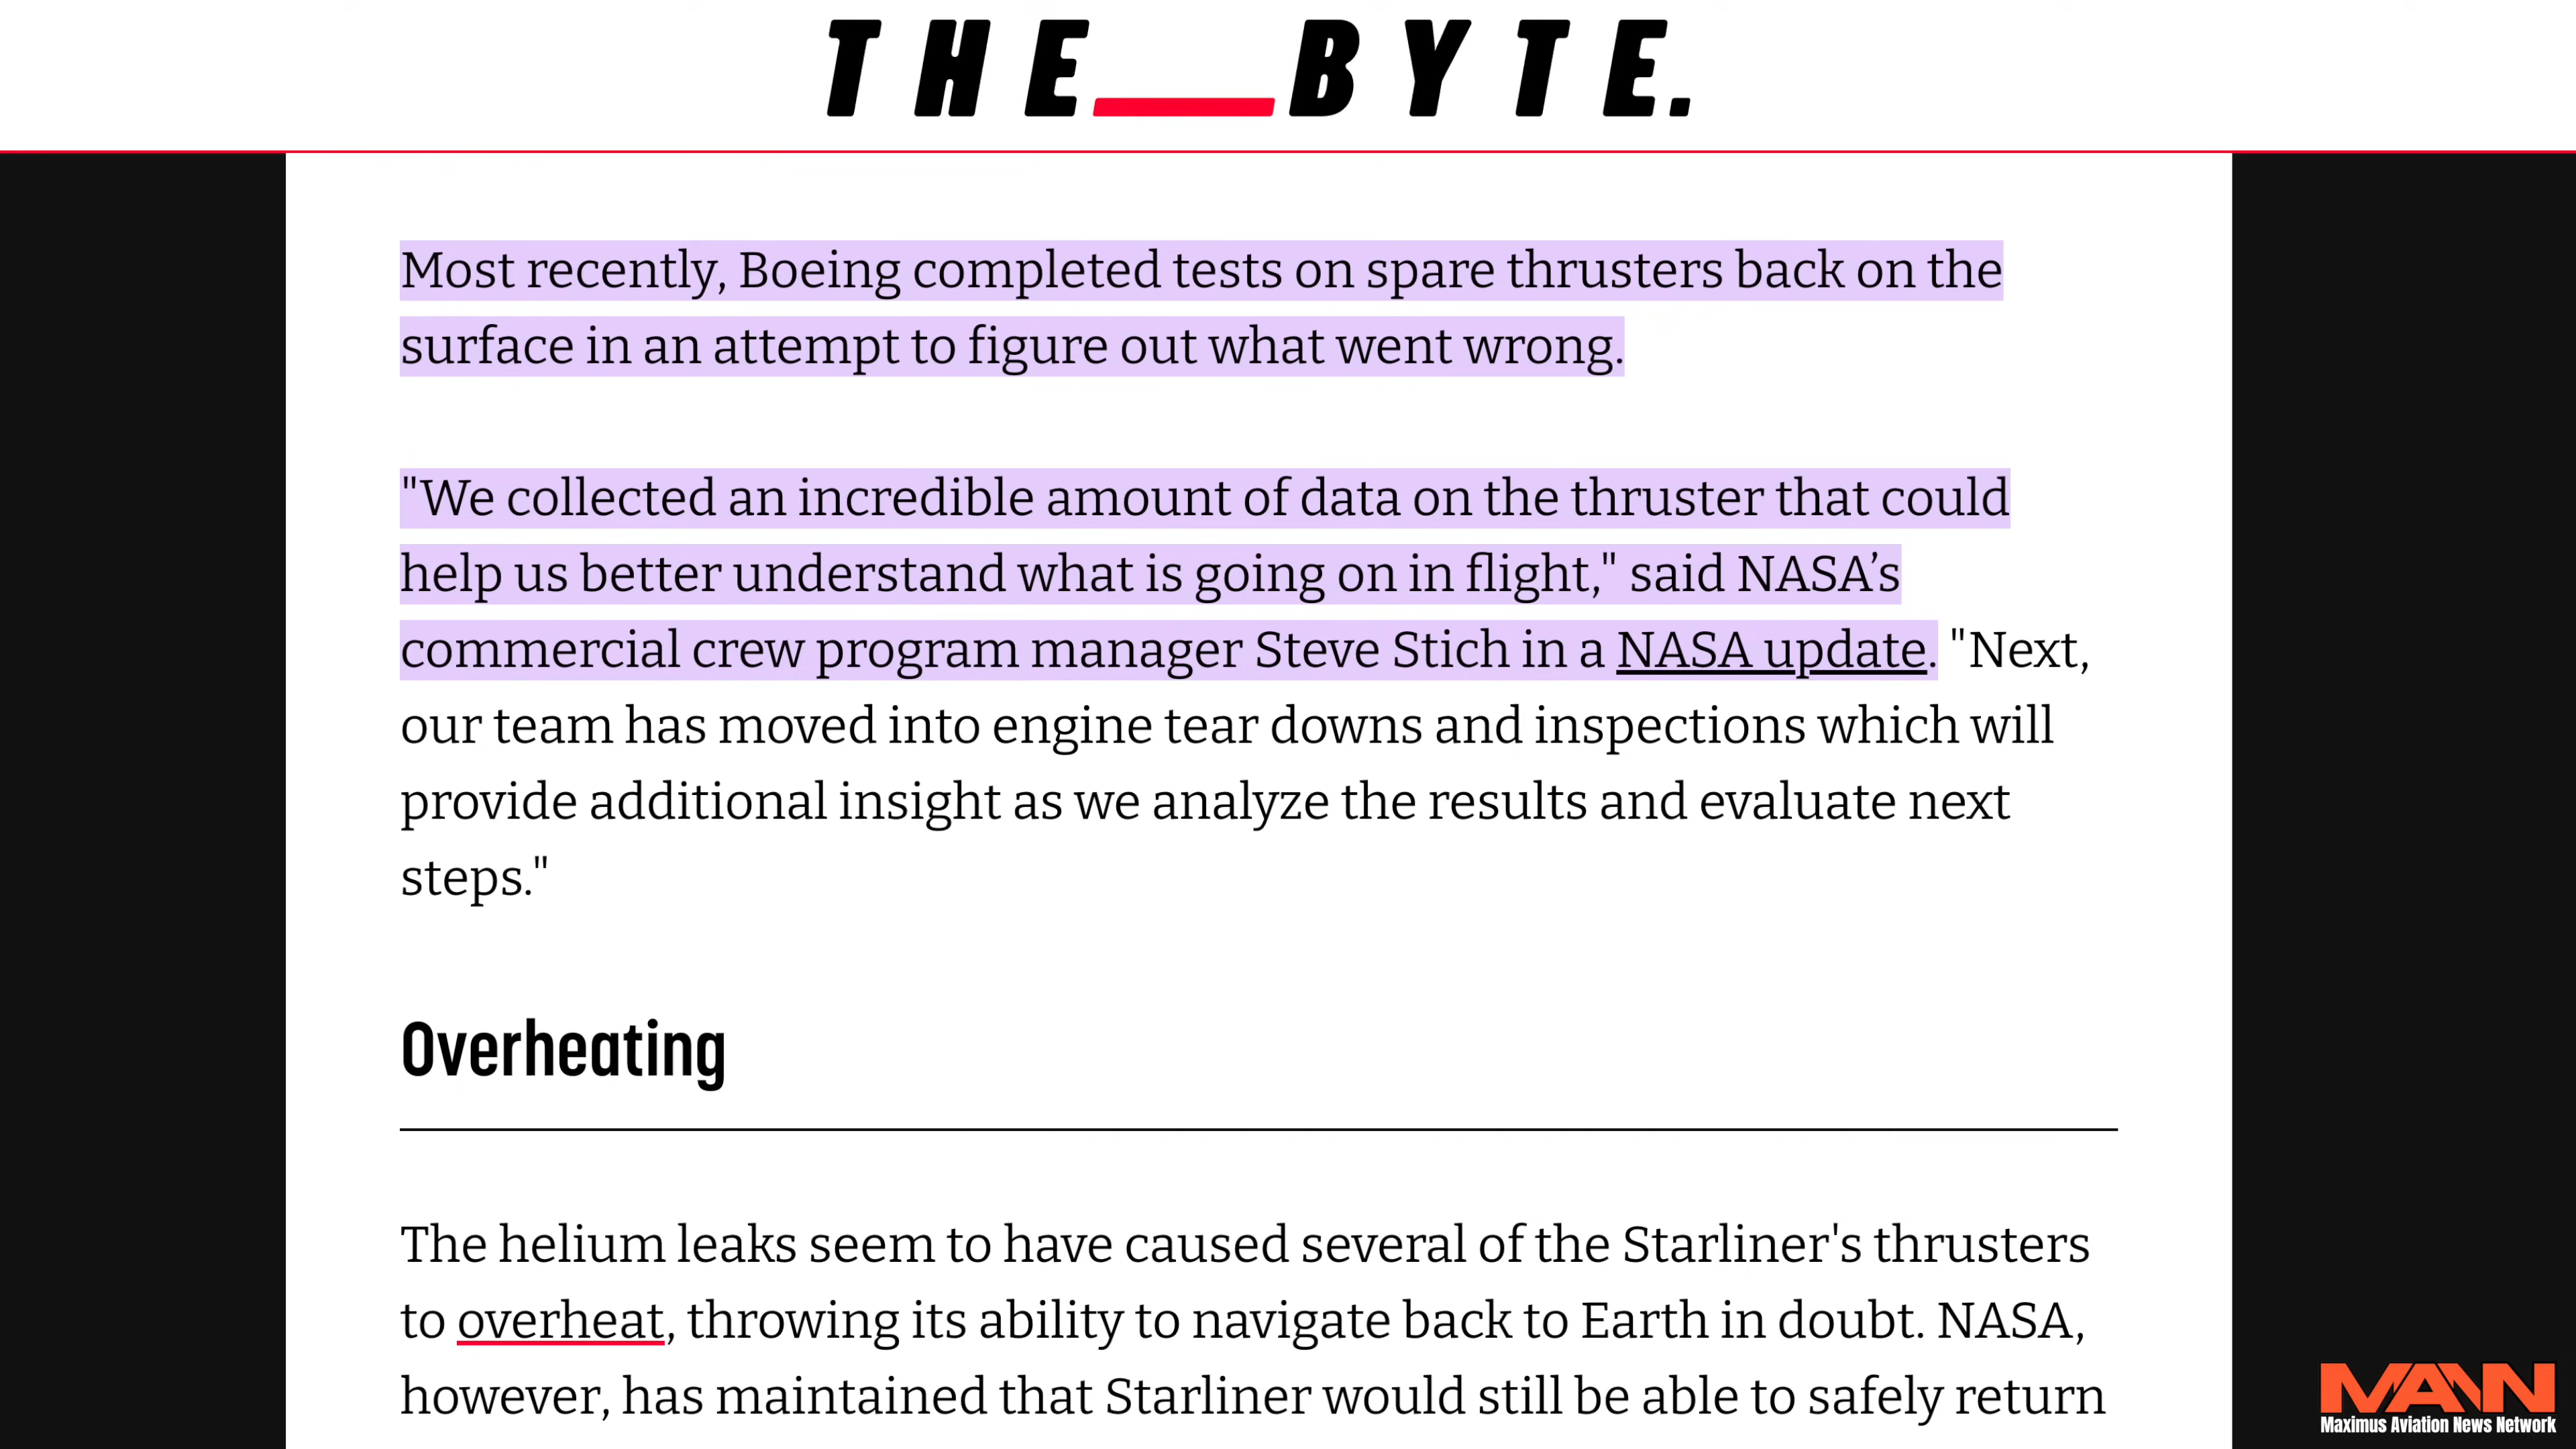 THE__BYTE.
Most recently, Boeing completed tests on spare thrusters back on the
surface in an attempt to figure out what went wrong.
"We collected an incredible amount of data on the thruster that could
help us better understand what is going on in flight," said NASA’s
commercial crew program manager Steve Stich in a NASA update. "Next,
our team has moved into engine tear downs and inspections which will
provide additional insight as we analyze the results and evaluate next
steps."
Overheating
The helium leaks seem to have caused several of the Starliner's thrusters
to overheat, throwing its ability to navigate back to Earth in doubt. NASA,
however, has maintained that Starliner would still be able to safely return
MANN
Maximus Aviation News Network